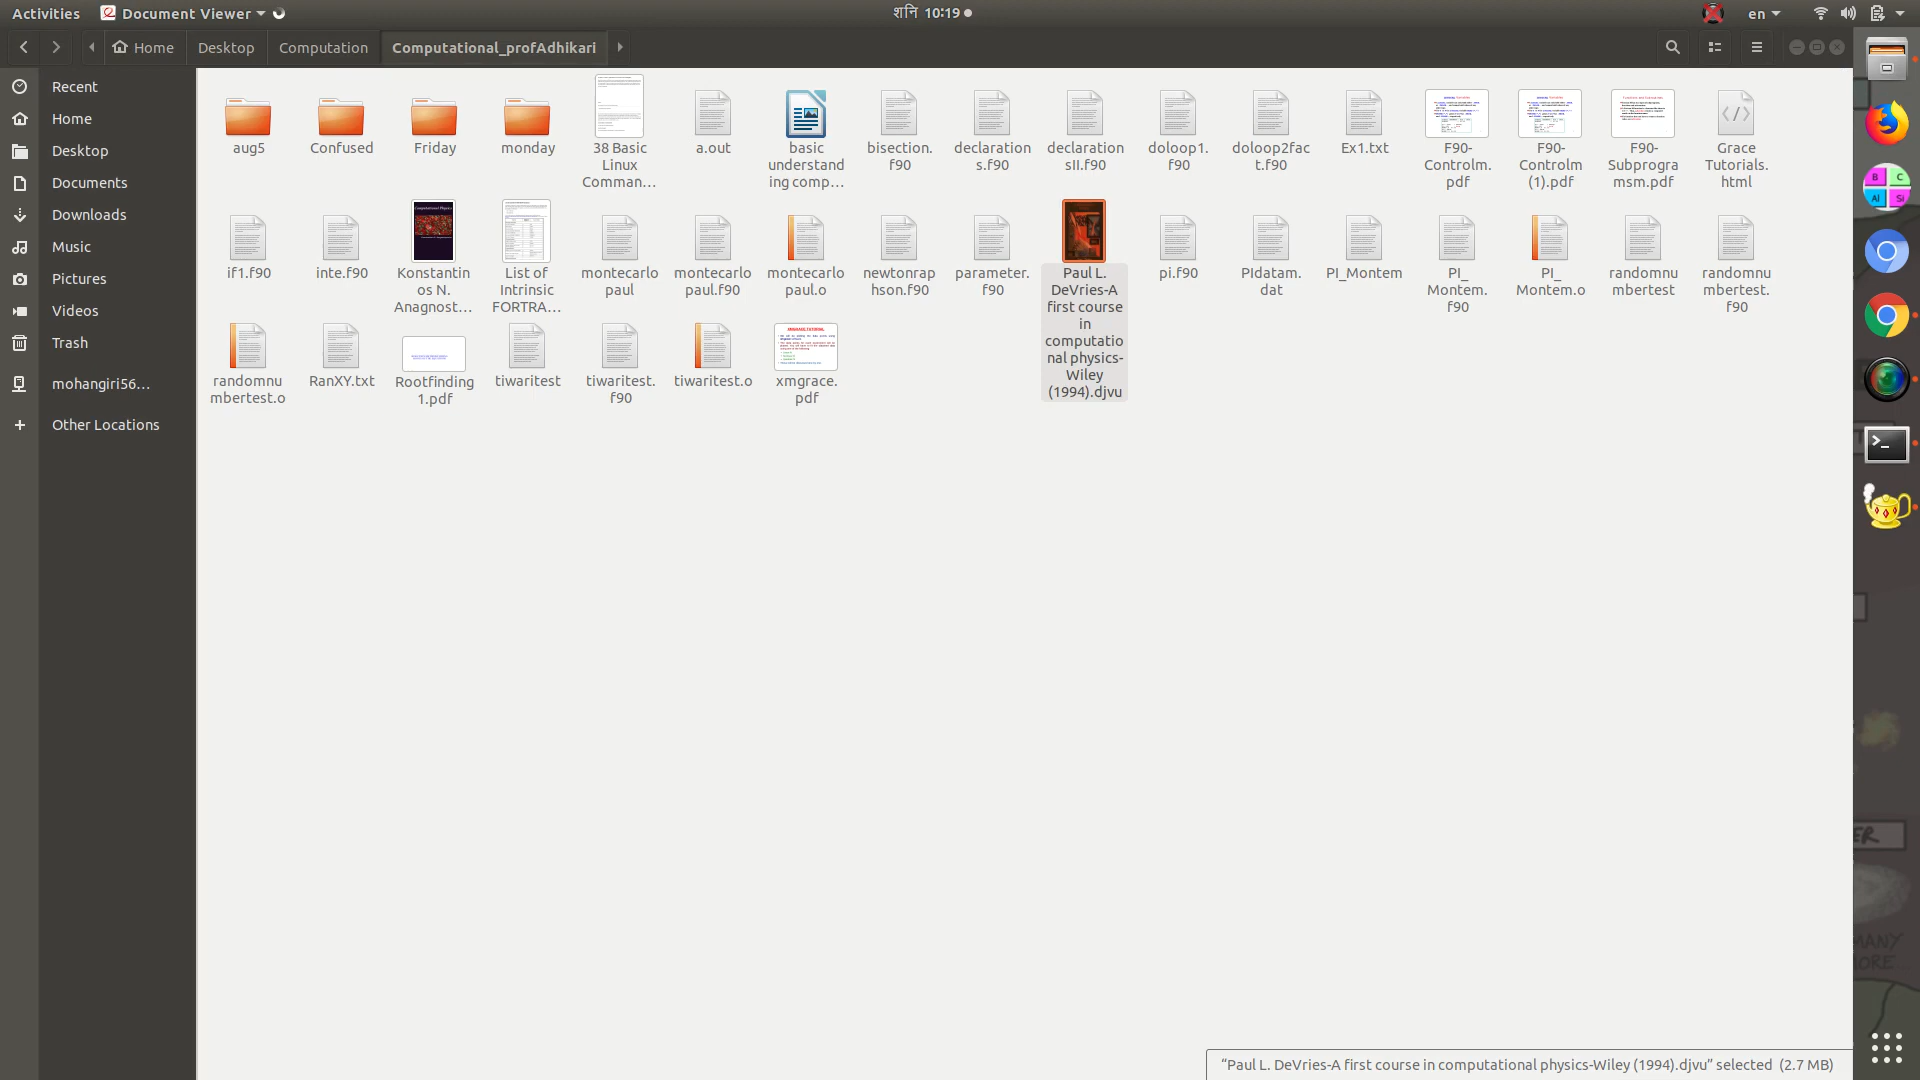 Activities Document Viewer शनि 10:19 en
Home Desktop Computation Computational_profAdhikari
Recent
Home
Desktop
Documents
Downloads
Music
Pictures
Videos
Trash
mohangiri56...
Other Locations
aug5
Confused
Friday
monday
38 Basic
Linux
Comman...
a.out
basic
understand
ing comp...
bisection.
f90
declaration
s.f90
declaration
sII.f90
doloop1.
f90
doloop2fac
t.f90
Ex1.txt
F90-
Controlm.
pdf
F90-
Controlm
(1).pdf
F90-
Subprogra
msm.pdf
Grace
Tutorials.
html
if1.f90
inte.f90
Konstantin
os N.
Anagnost...
List of
Intrinsic
FORTRA...
montecarlo
paul
montecarlo
paul.f90
montecarlo
paul.o
newtonrap
hson.f90
parameter.
f90
Paul L.
DeVries-A
first course
in
computatio
nal physics-
Wiley
(1994).djvu
pi.f90
PIdatam.
dat
PI_Montem
PI_
Montem.
f90
PI_
Montem.o
randomnu
mbertest
randomnu
mbertest.
f90
randomnu
mbertest.o
RanXY.txt
Rootfinding
1.pdf
tiwaritest
tiwaritest.
f90
tiwaritest.o
xmgrace.
pdf
"Paul L. DeVries-A first course in computational physics-Wiley (1994).djvu" selected (2.7 MB)
B C
Al Si
>_
ER
MANY
MORE...